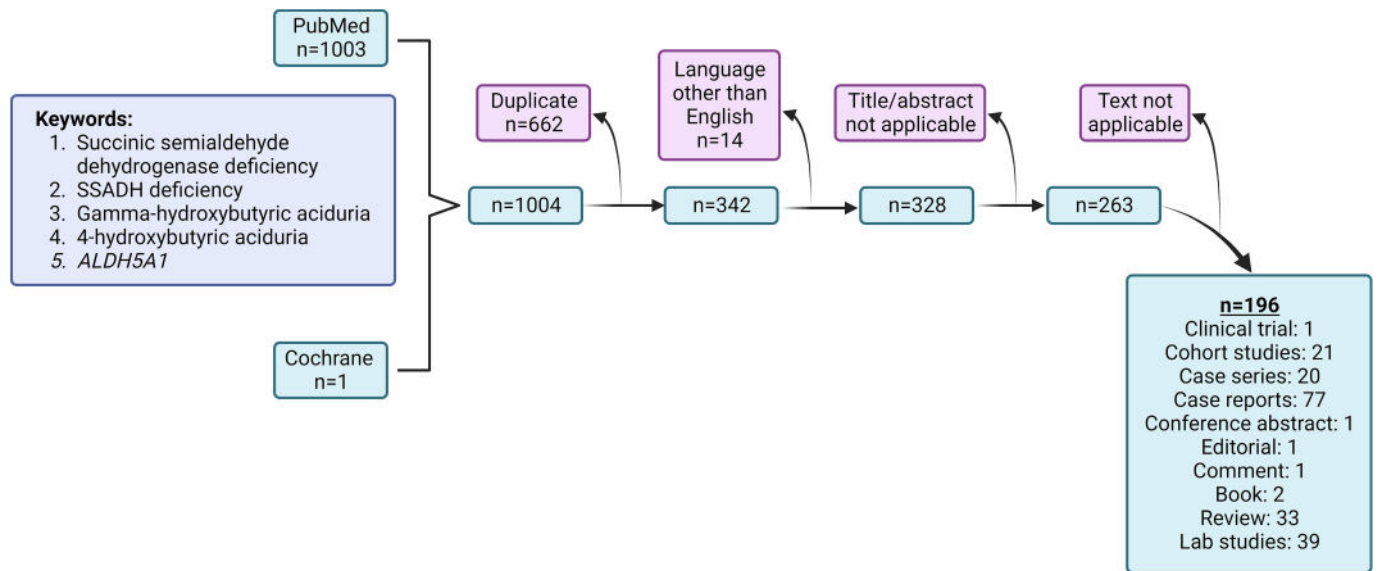 PubMed
n=1003
Keywords:
1. Succinic semialdehyde
dehydrogenase deficiency
2. SSADH deficiency
3. Gamma-hydroxybutyric aciduria
4. 4-hydroxybutyric aciduria
5. ALDH5A1
Cochrane
n=1
Duplicate
n=662
Language
other than
English
n=14
Title/abstract
not applicable
Text not
applicable
n=1004
n=342
n=328
n=263
n=196
Clinical trial: 1
Cohort studies: 21
Case series: 20
Case reports: 77
Conference abstract: 1
Editorial: 1
Comment: 1
Book: 2
Review: 33
Lab studies: 39